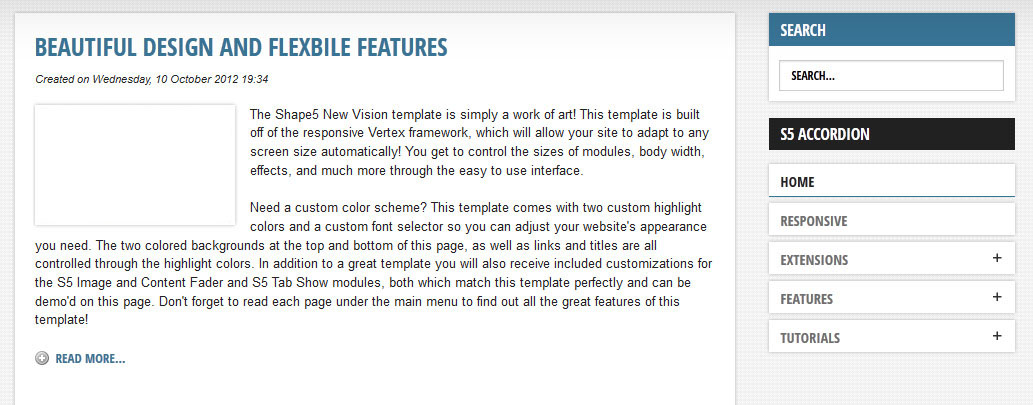 BEAUTIFUL DESIGN AND FLEXBILE FEATURES
Created on Wednesday, 10 October 2012 19:34
The Shape5 New Vision template is simply a work of art! This template is built
off of the responsive Vertex framework, which will allow your site to adapt to any
screen size automatically! You get to control the sizes of modules, body width,
effects, and much more through the easy to use interface.
Need a custom color scheme? This template comes with two custom highlight
colors and a custom font selector so you can adjust your website's appearance
you need. The two colored backgrounds at the top and bottom of this page, as well as links and titles are all
controlled through the highlight colors. In addition to a great template you will also receive included customizations for
the S5 Image and Content Fader and S5 Tab Show modules, both which match this template perfectly and can be
demo'd on this page. Don't forget to read each page under the main menu to find out all the great features of this
template!
READ MORE...
SEARCH
SEARCH...
S5 ACCORDION
HOME
RESPONSIVE
EXTENSIONS +
FEATURES +
TUTORIALS +